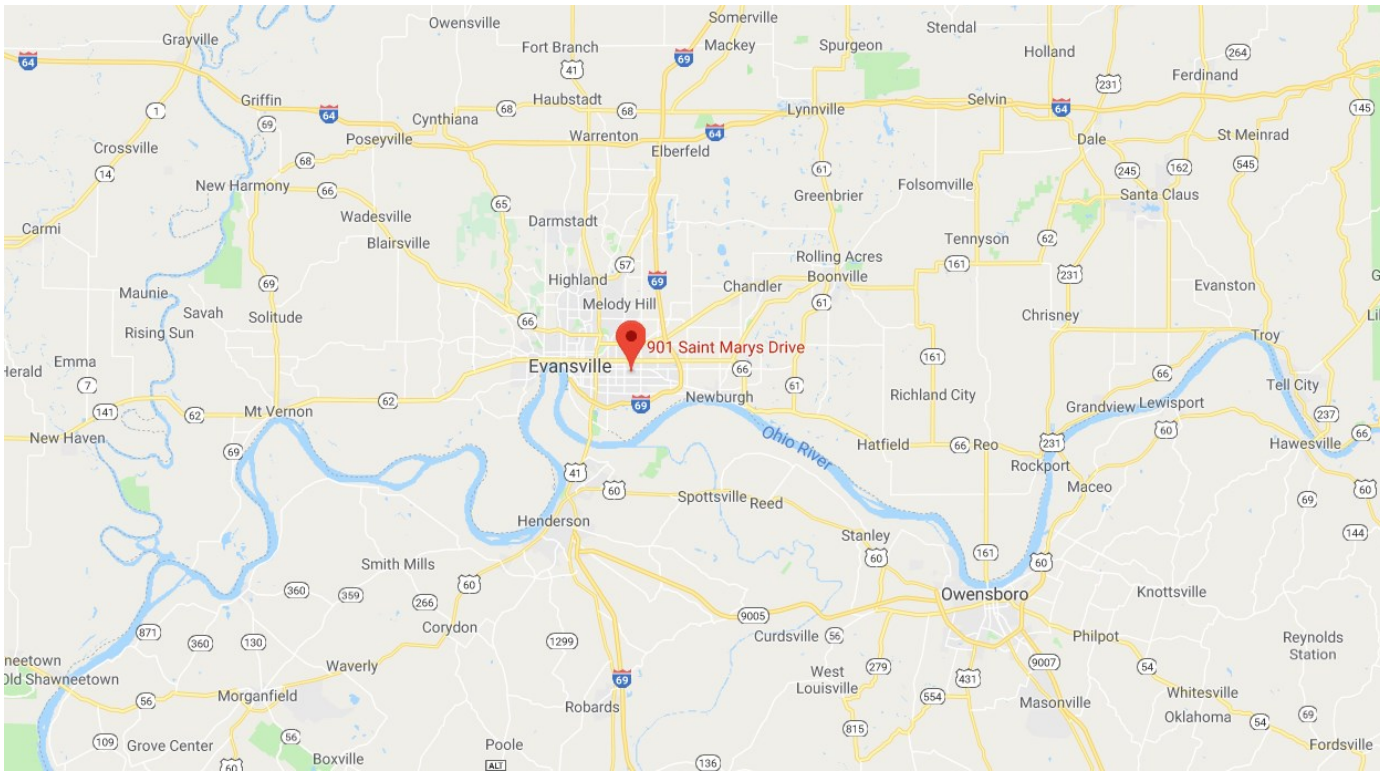 Somerville
Stendal
Owensville
Grayville
Fort Branch
Mackey
Spurgeon
Holland
264
64
41
69
231
Ferdinand
Griffin
Haubstadt
Selvin
1
69
64
68
68
Lynnville
64
145
Cynthiana
Warrenton
64
St Meinrad
Poseyville
Dale
Crossville
Elberfeld
68
61
245
162
545
14
New Harmony
66
Folsomville
Greenbrier
Santa Claus
65
Wadesville
Darmstadt
Carmi
Blairsville
Tennyson
62
Rolling Acres
57
161
Highland
69
Boonville
231
69
Chandler
Maunie
Melody Hill
61
Evanston
Savah
Solitude
66
Chrisney
Rising Sun
Troy
901 Saint Marys Drive
Emma
Evansville
161
Herald
66
66
7
61
Tell City
Richland City
Newburgh
62
69
Grandview
Lewisport
141
62
Mt Vernon
237
New Haven
Ohio River
60
66
Hatfield
66
Reo
231
Hawesville
69
Rockport
41
Maceo
60
60
Spottsville
Reed
69
Henderson
Stanley
144
60
161
60
Smith Mills
60
360
359
Owensboro
Knottsville
266
9005
Corydon
871
360
130
1299
Curdsville
56
Philpot
Reynolds
Station
neetown
Waverly
279
9007
Old Shawneetown
West
Louisville
54
69
431
56
Morganfield
554
Whitesville
Masonville
Robards
Oklahoma
69
815
54
109
56
Grove Center
Poole
Fordsville
Boxville
136
60
ALT